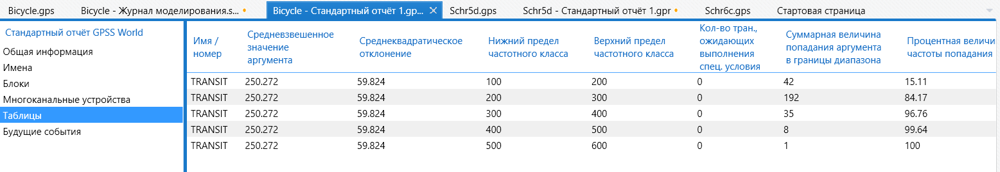 Bicycle.gps Bicycle - Журнал моделирования.s... Bicycle - Стандартный отчёт 1.gp... Schr5d.gps Schr5d - Стандартный отчёт 1.gpr Schr6c.gps Стартовая страница
Стандартный отчёт GPSS World
Общая информация
Имена
Блоки
Многоканальные устройства
Таблицы
Будущие события
Имя /
номер
Средневзвешенное
значение
аргумента
Среднеквадратическое
отклонение
Нижний предел
частотного класса
Верхний предел
частотного класса
Кол-во тран.,
ожидающих
выполнения
спец. условия
Суммарная величина
попадания аргумента
в границы диапазона
Процентная величи
частоты попадания
TRANSIT 250.272 59.824 100 200 0 42 15.11
TRANSIT 250.272 59.824 200 300 0 192 84.17
TRANSIT 250.272 59.824 300 400 0 35 96.76
TRANSIT 250.272 59.824 400 500 0 8 99.64
TRANSIT 250.272 59.824 500 600 0 1 100